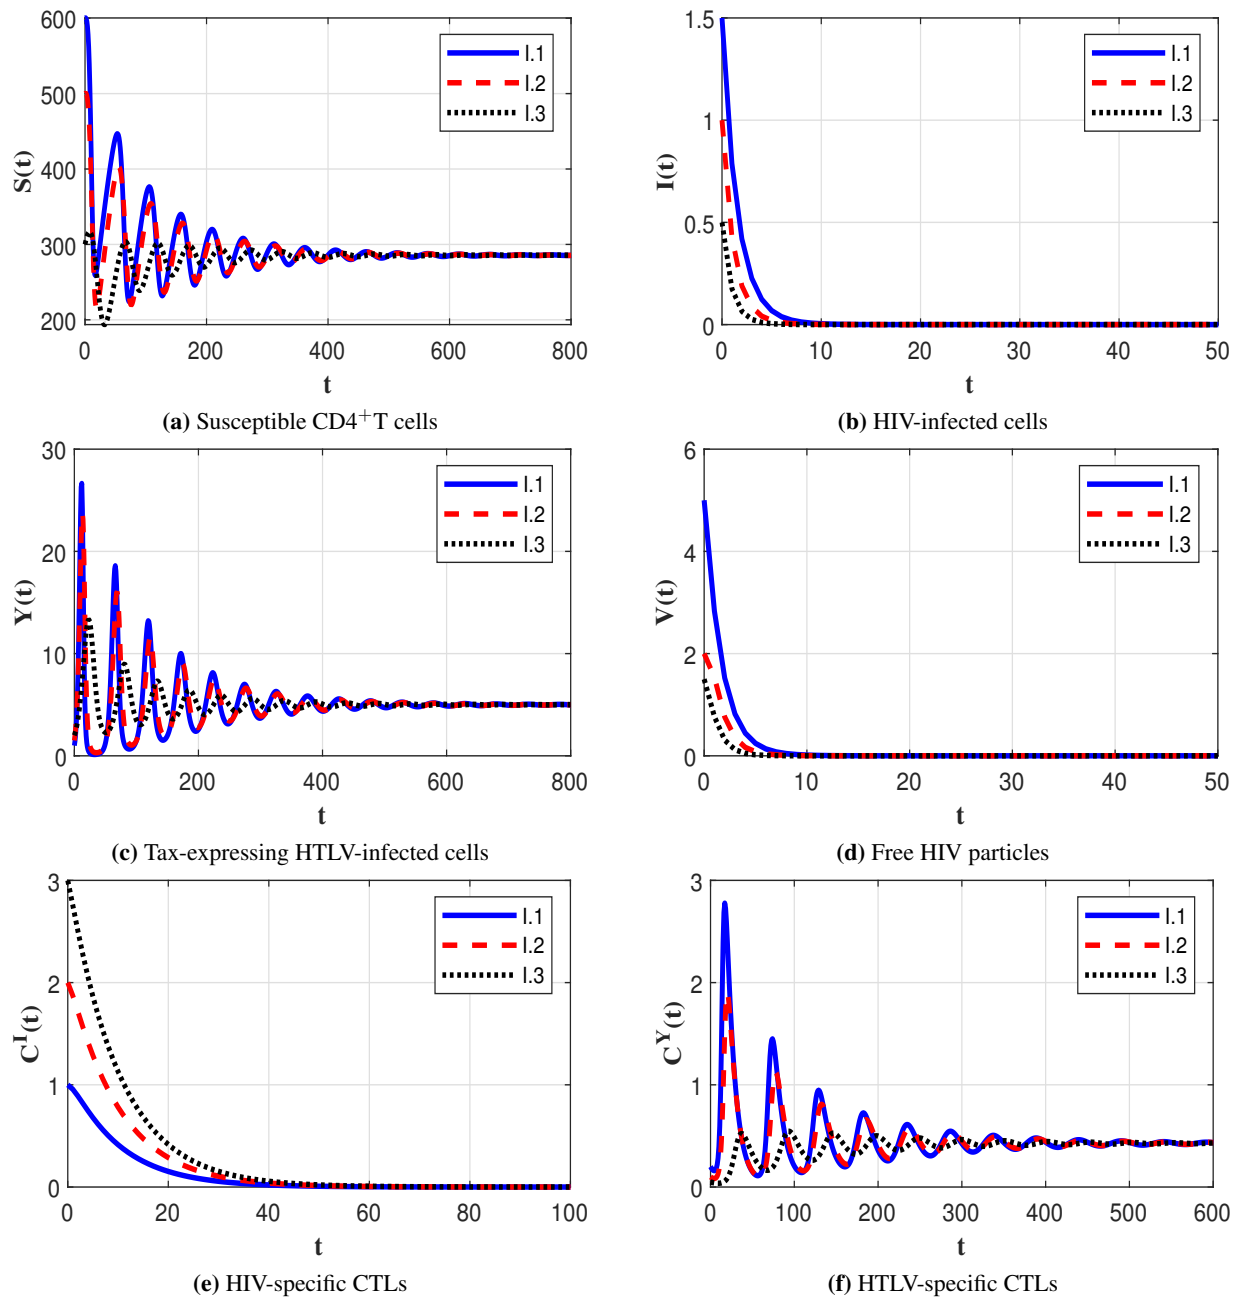 600
500
400
300
200
S(t)
0
200
400
600
800
t
I.1
I.2
I.3
(a) Susceptible CD4+T cells
1.5
1
0.5
0
I(t)
0
10
20
30
40
50
t
I.1
I.2
I.3
(b) HIV-infected cells
30
20
10
0
Y(t)
0
200
400
600
800
t
I.1
I.2
I.3
(c) Tax-expressing HTLV-infected cells
6
4
2
0
V(t)
0
10
20
30
40
50
t
I.1
I.2
I.3
(d) Free HIV particles
3
2
1
0
C^I(t)
0
20
40
60
80
100
t
I.1
I.2
I.3
(e) HIV-specific CTLs
3
2
1
0
C^Y(t)
0
100
200
300
400
500
600
t
I.1
I.2
I.3
(f) HTLV-specific CTLs